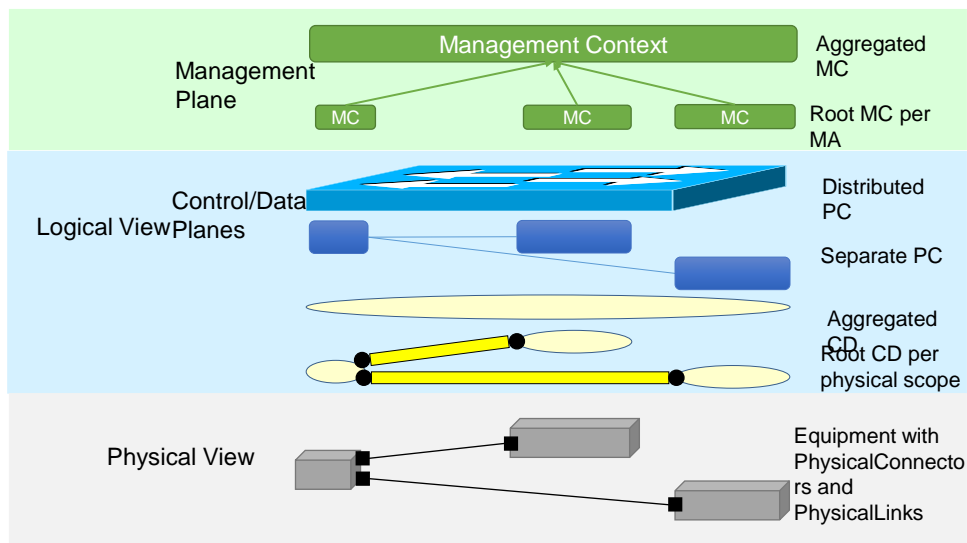 Management Context
Aggregated
MC
Management
Plane
MC
MC
MC
Root MC per
MA
Control/Data
Planes
Logical View
Distributed
PC
Separate PC
Aggregated
CD
Root CD per
physical scope
Physical View
Equipment with
PhysicalConnecto
rs and
PhysicalLinks